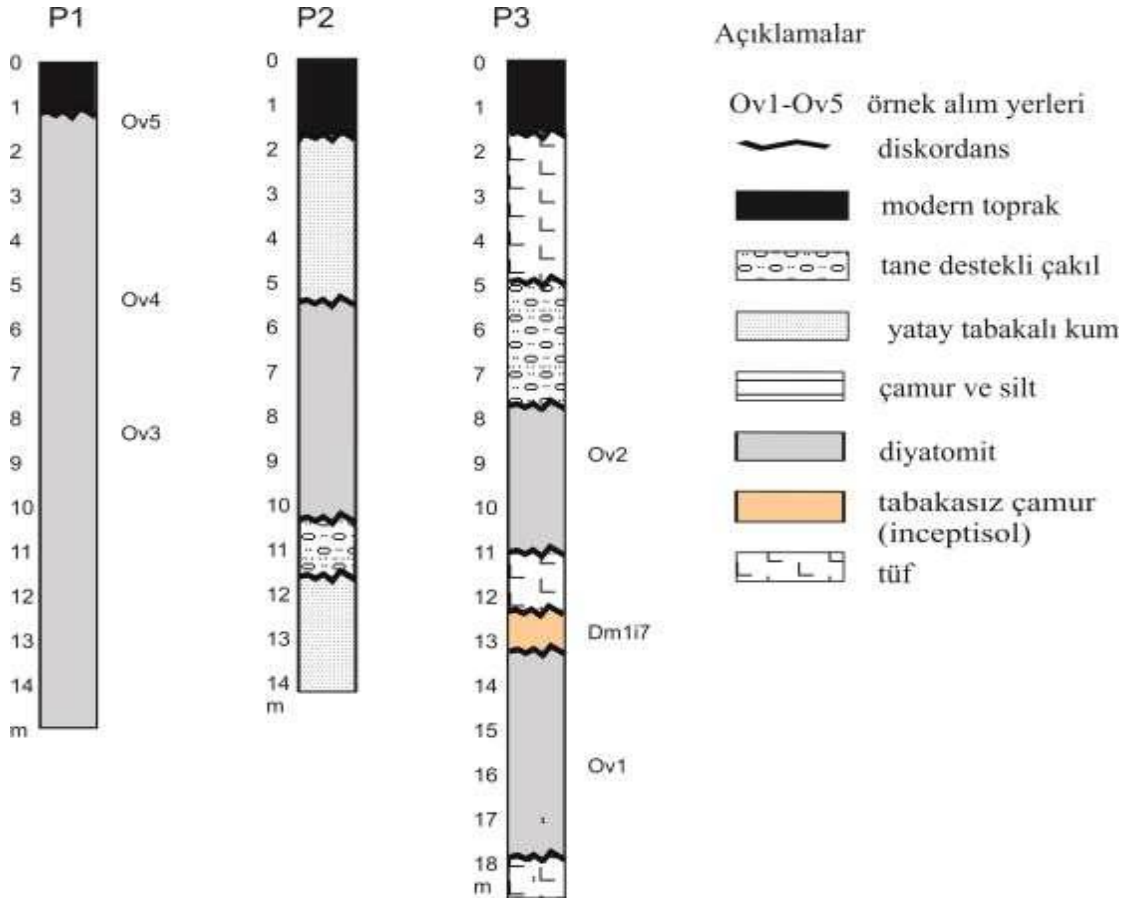 P1
0
1
2
3
4
5
6
7
8
9
10
11
12
13
14
m
Ov5
Ov4
Ov3
P2
0
1
2
3
4
5
6
7
8
9
10
11
12
13
14
m
P3
0
1
2
3
4
5
6
7
8
9
10
11
12
13
14
15
16
17
18
m
Ov2
Dm1i7
Ov1
Açıklamalar
Ov1-Ov5 örnek alım yerleri
diskordans
modern toprak
tane destekli çakıl
yatay tabakalı kum
çamur ve silt
diyatomit
tabakasız çamur
(inceptisol)
tüf